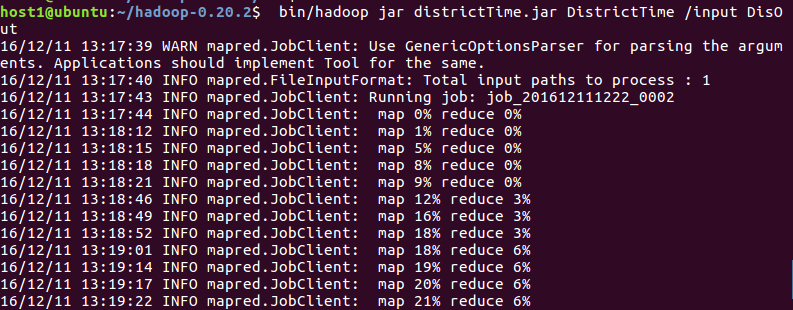 host1@ubuntu:~/hadoop-0.20.2$  bin/hadoop jar districtTime.jar DistrictTime /input DisO
ut
16/12/11 13:17:39 WARN mapred.JobClient: Use GenericOptionsParser for parsing the argum
ents. Applications should implement Tool for the same.
16/12/11 13:17:40 INFO mapred.FileInputFormat: Total input paths to process : 1
16/12/11 13:17:43 INFO mapred.JobClient: Running job: job_201612111222_0002
16/12/11 13:17:44 INFO mapred.JobClient:  map 0% reduce 0%
16/12/11 13:18:12 INFO mapred.JobClient:  map 1% reduce 0%
16/12/11 13:18:15 INFO mapred.JobClient:  map 5% reduce 0%
16/12/11 13:18:18 INFO mapred.JobClient:  map 8% reduce 0%
16/12/11 13:18:21 INFO mapred.JobClient:  map 9% reduce 0%
16/12/11 13:18:46 INFO mapred.JobClient:  map 12% reduce 3%
16/12/11 13:18:49 INFO mapred.JobClient:  map 16% reduce 3%
16/12/11 13:18:52 INFO mapred.JobClient:  map 18% reduce 3%
16/12/11 13:19:01 INFO mapred.JobClient:  map 18% reduce 6%
16/12/11 13:19:14 INFO mapred.JobClient:  map 19% reduce 6%
16/12/11 13:19:17 INFO mapred.JobClient:  map 20% reduce 6%
16/12/11 13:19:22 INFO mapred.JobClient:  map 21% reduce 6%